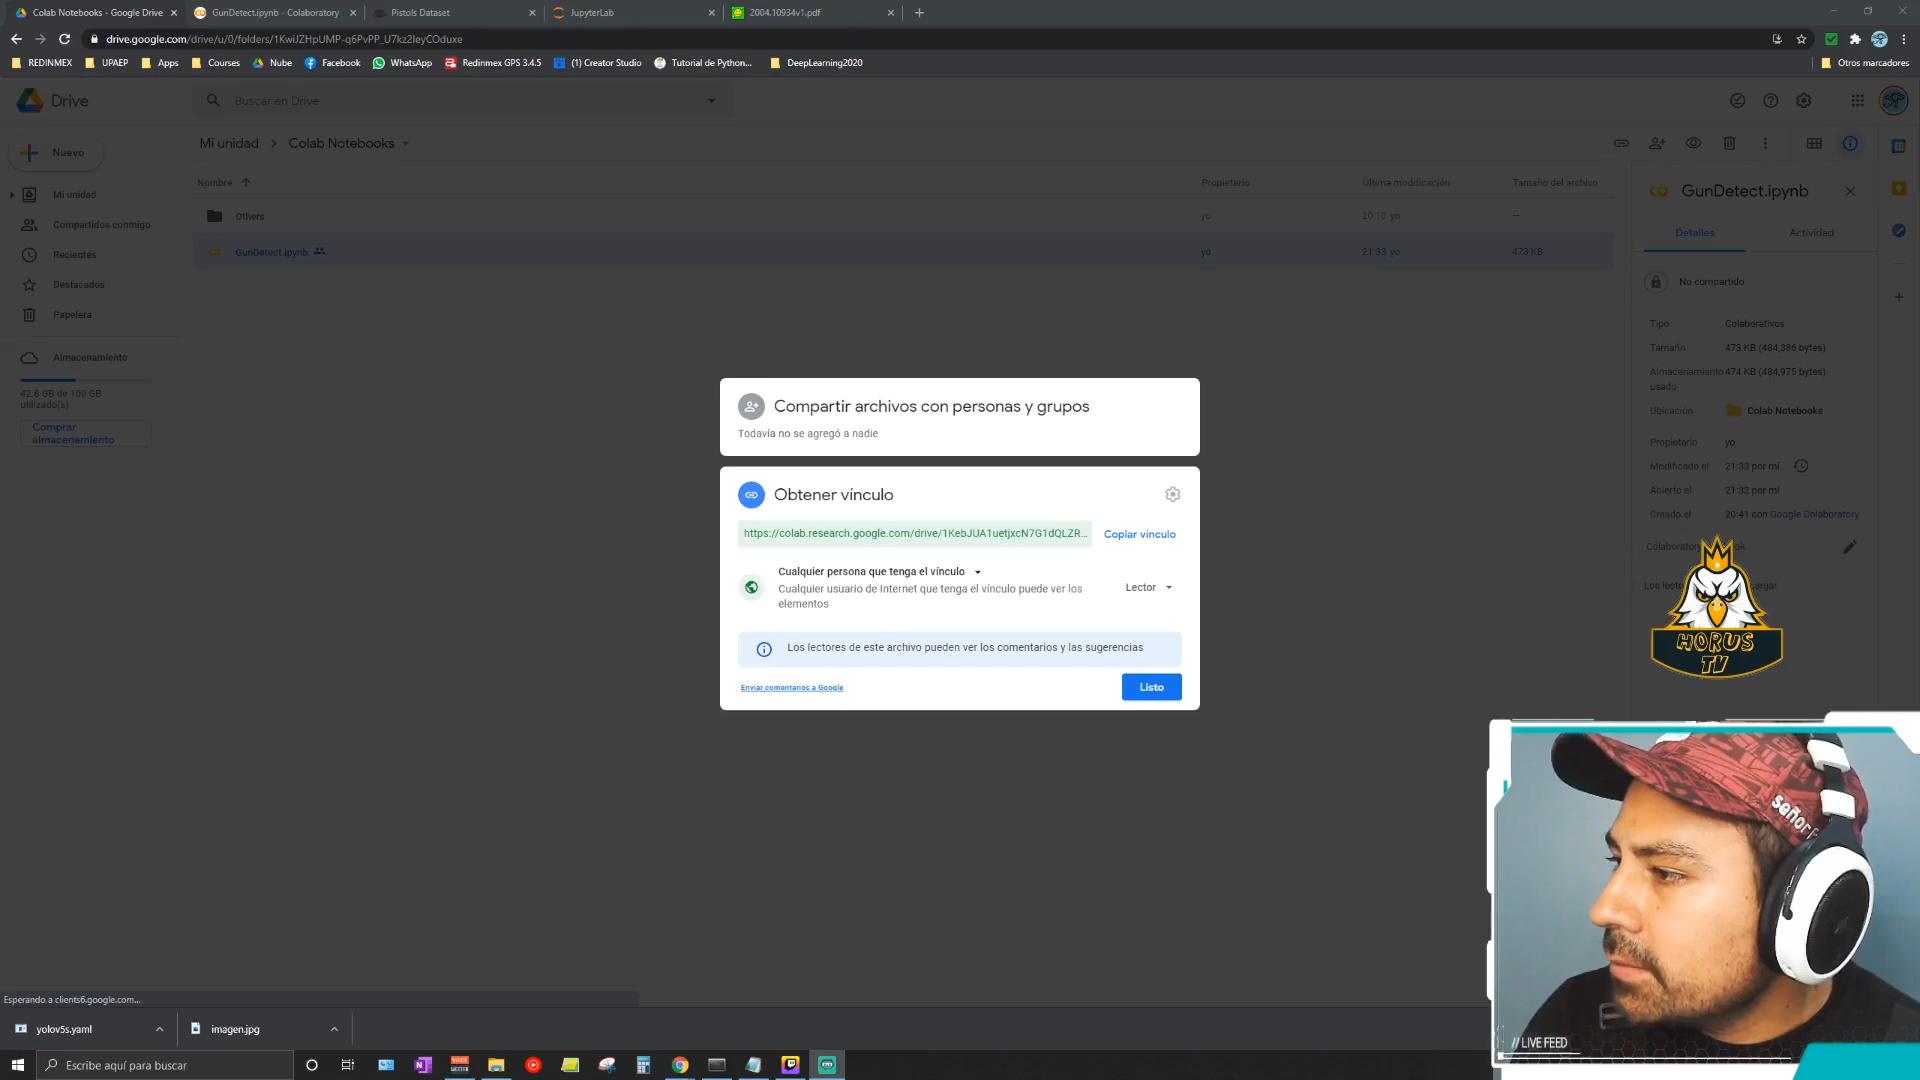 Colab Notebooks - Google Drive
GunDetect.ipynb - Colaboratory
Pistols Dataset
JupyterLab
2004.10934v1.pdf
drive.google.com/drive/u/0/folders/1KwiJZHpUMP-q6PvPP_U7kz2IeyCOduxe
REDINMEX UPAEP Apps Courses Nube Facebook WhatsApp Redinmex GPS 3.4.5 (1) Creator Studio Tutorial de Python... DeepLearning2020 Otros marcadores
Drive
Buscar en Drive
Nuevo
Mi unidad > Colab Notebooks
Mi unidad
Compartidos conmigo
Recientes
Destacados
Papelera
Almacenamiento
42.8 GB de 100 GB
utilizado(s)
Comprar
almacenamiento
Nombre Propietario Última modificación Tamaño del archivo
Others yo 20:10 yo —
GunDetect.ipynb yo 21:33 yo 473 KB
GunDetect.ipynb
Detalles Actividad
No compartido
Tipo Colaborativos
Tamaño 473 KB (484,386 bytes)
Almacenamiento 474 KB (484,975 bytes)
usado
Ubicación Colab Notebooks
Propietario yo
Modificado el 21:33 por mí
Abierto el 21:32 por mí
Creado el 20:41 con Google Colaboratory
Compartir archivos con personas y grupos
Todavía no se agregó a nadie
Obtener vínculo
https://colab.research.google.com/drive/1KebJUA1uetjxcN7G1dQLZR...
Copiar vínculo
Cualquier persona que tenga el vínculo
Cualquier usuario de Internet que tenga el vínculo puede ver los
elementos
Lector
Los lectores de este archivo pueden ver los comentarios y las sugerencias
Enviar comentarios a Google
Listo
HORUS
TV
señor
// LIVE FEED
Esperando a clients6.google.com...
yolov5s.yaml
imagen.jpg
Escribe aquí para buscar